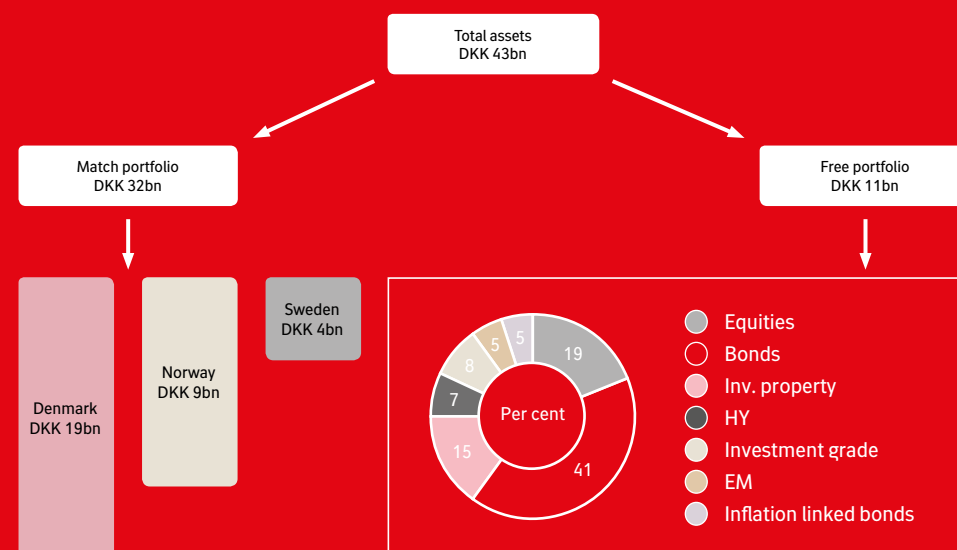 Total assets
DKK 43bn
Match portfolio
DKK 32bn
Free portfolio
DKK 11bn
Denmark
DKK 19bn
Norway
DKK 9bn
Sweden
DKK 4bn
5
5
19
8
7
Per cent
15
41
Equities
Bonds
Inv. property
HY
Investment grade
EM
Inflation linked bonds